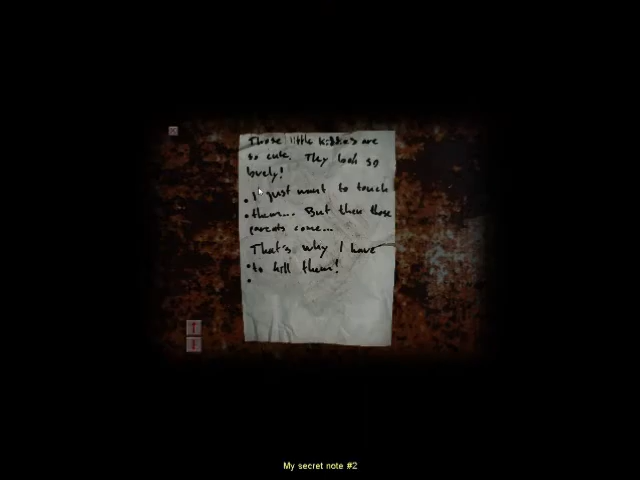 Those little kiddies are
so cute. They look so
lovely!
I just want to touch
them... But then those
parents come...
That's why I have
to kill them!
My secret note #2